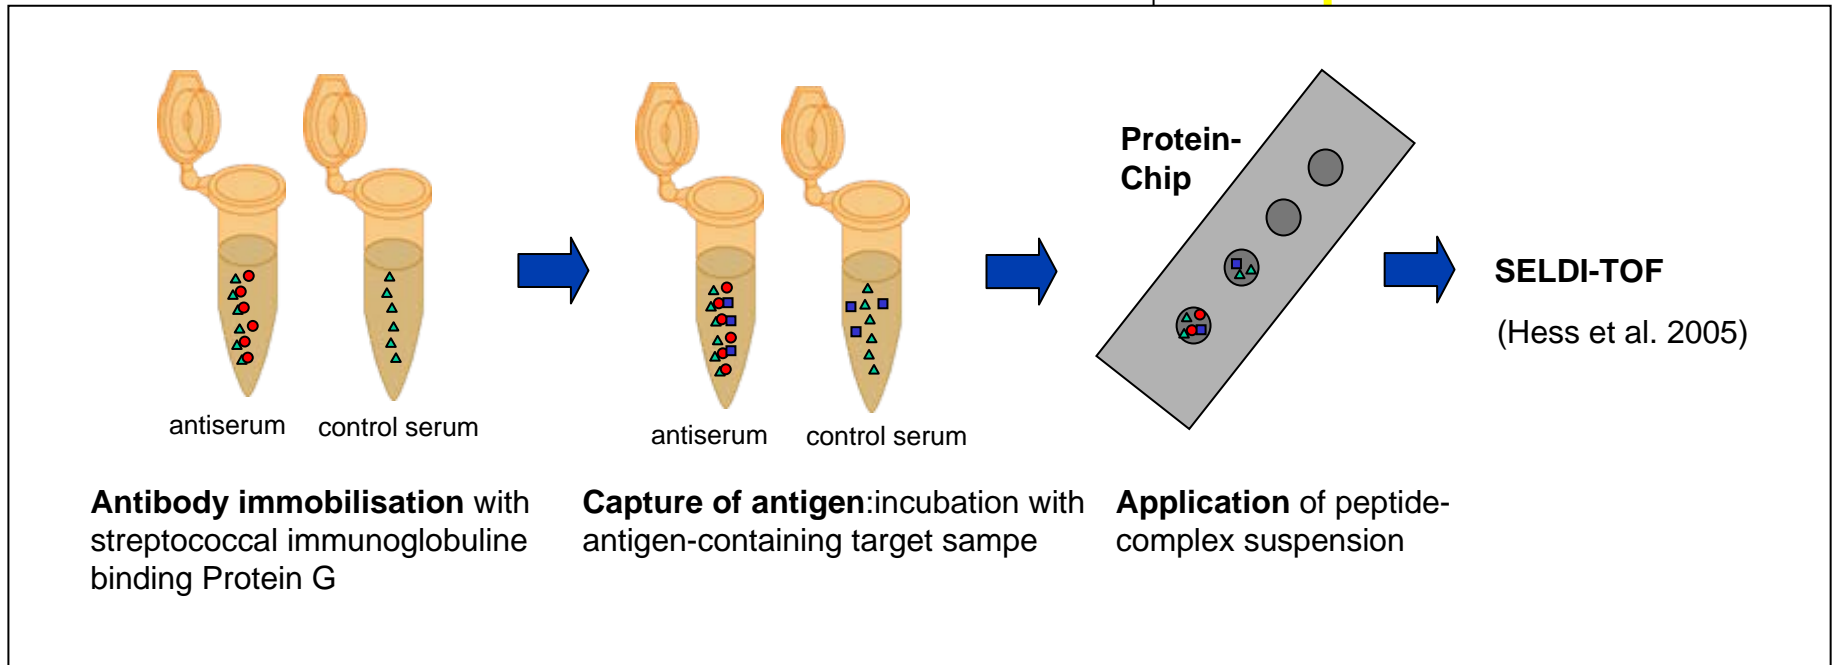 Protein-
Chip
SELDI-TOF
(Hess et al. 2005)
antiserum
control serum
antiserum
control serum
Antibody immobilisation with
streptococcal immunoglobuline
binding Protein G
Capture of antigen:incubation with
antigen-containing target sampe
Application of peptide-
complex suspension